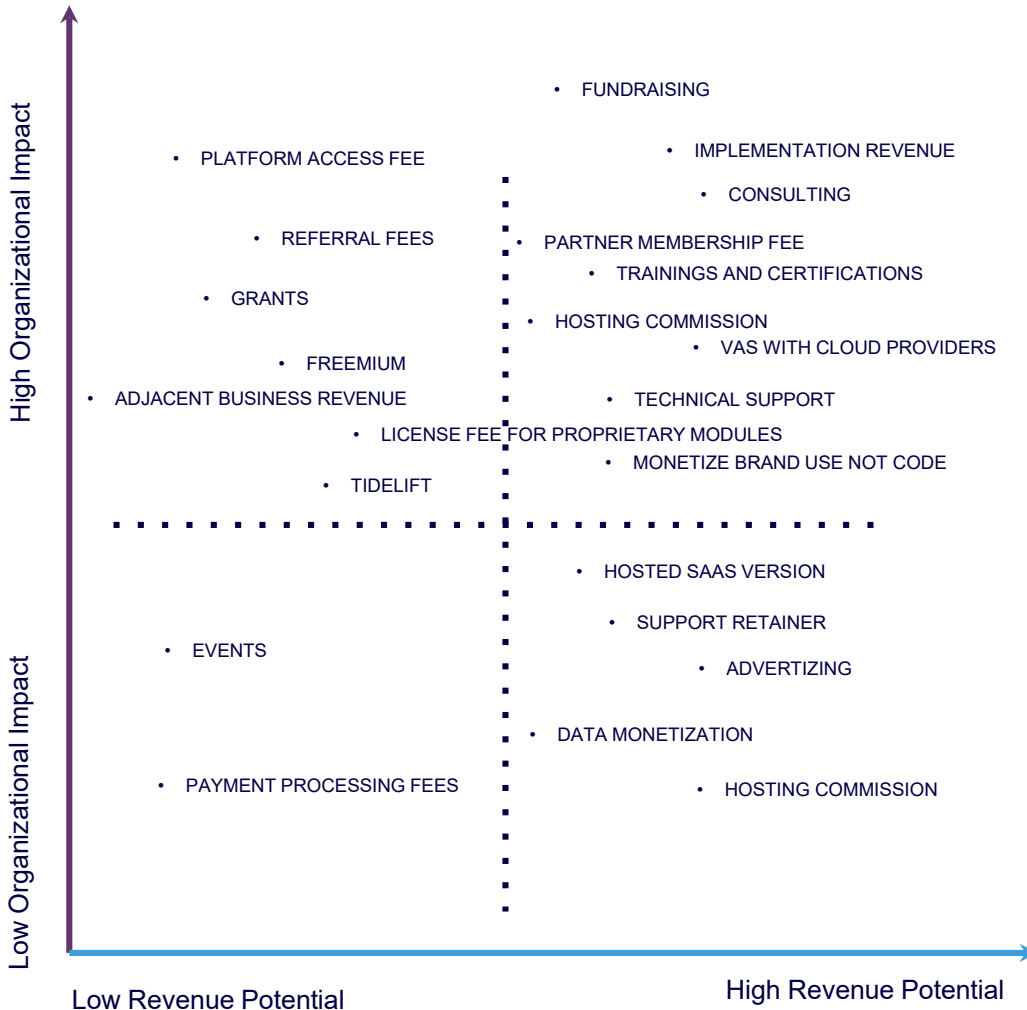 High Organizational Impact
• FUNDRAISING
• PLATFORM ACCESS FEE
• IMPLEMENTATION REVENUE
• CONSULTING
• REFERRAL FEES
• PARTNER MEMBERSHIP FEE
• TRAININGS AND CERTIFICATIONS
• GRANTS
• HOSTING COMMISSION
• VAS WITH CLOUD PROVIDERS
• FREEMIUM
• ADJACENT BUSINESS REVENUE
• TECHNICAL SUPPORT
• LICENSE FEE FOR PROPRIETARY MODULES
• MONETIZE BRAND USE NOT CODE
• TIDELIFT
Low Organizational Impact
• HOSTED SAAS VERSION
• SUPPORT RETAINER
• EVENTS
• ADVERTIZING
• DATA MONETIZATION
• PAYMENT PROCESSING FEES
• HOSTING COMMISSION
Low Revenue Potential
High Revenue Potential